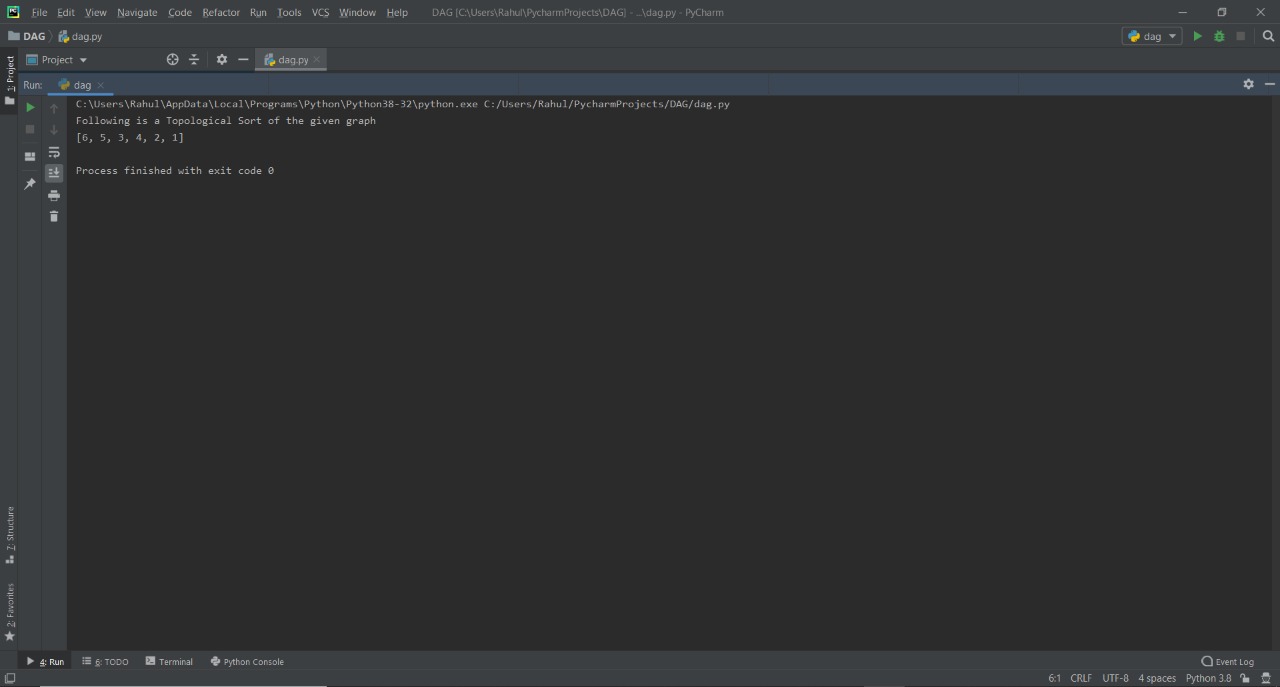 File Edit View Navigate Code Refactor Run Tools VCS Window Help DAG [C:\Users\Rahul\PycharmProjects\DAG] - ...\dag.py - PyCharm
DAG dag.py dag
1: Project
Project dag.py
Run: dag
C:\Users\Rahul\AppData\Local\Programs\Python\Python38-32\python.exe C:/Users/Rahul/PycharmProjects/DAG/dag.py
Following is a Topological Sort of the given graph
[6, 5, 3, 4, 2, 1]
Process finished with exit code 0
7: Structure
2: Favorites
4: Run 6: TODO Terminal Python Console Event Log
6:1 CRLF UTF-8 4 spaces Python 3.8